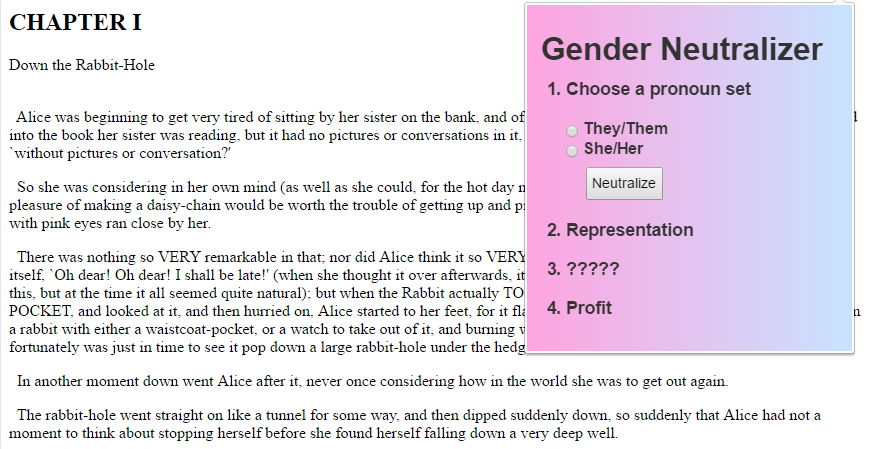 CHAPTER I
Down the Rabbit-Hole
Alice was beginning to get very tired of sitting by her sister on the bank, and of
into the book her sister was reading, but it had no pictures or conversations in it,
`without pictures or conversation?'
So she was considering in her own mind (as well as she could, for the hot day
pleasure of making a daisy-chain would be worth the trouble of getting up and
with pink eyes ran close by her.
There was nothing so VERY remarkable in that; nor did Alice think it so VERY
itself, `Oh dear! Oh dear! I shall be late!' (when she thought it over afterwards, it
this, but at the time it all seemed quite natural); but when the Rabbit actually TO
POCKET, and looked at it, and then hurried on, Alice started to her feet, for it
a rabbit with either a waistcoat-pocket, or a watch to take out of it, and burning
fortunately was just in time to see it pop down a large rabbit-hole under the hedg
In another moment down went Alice after it, never once considering how in the world she was to get out again.
The rabbit-hole went straight on like a tunnel for some way, and then dipped suddenly down, so suddenly that Alice had not a
moment to think about stopping herself before she found herself falling down a very deep well.
Gender Neutralizer
1. Choose a pronoun set
They/Them
She/Her
Neutralize
2. Representation
3. ?????
4. Profit